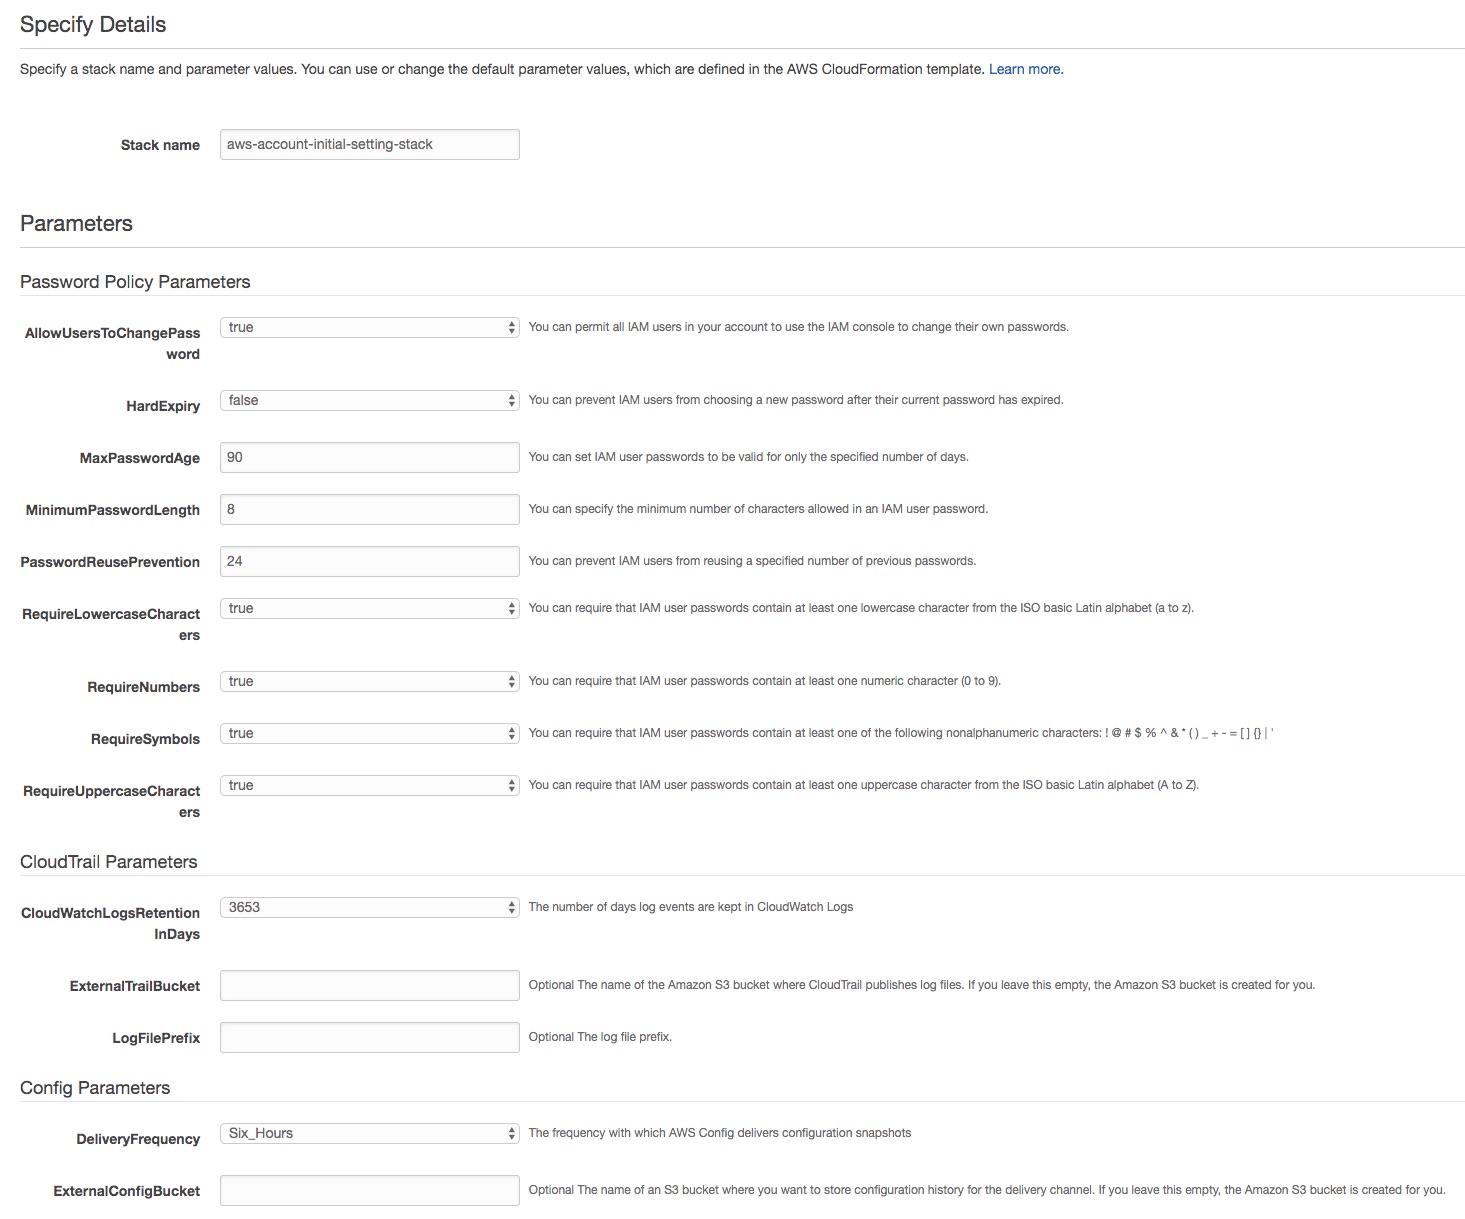 Specify Details
Specify a stack name and parameter values. You can use or change the default parameter values, which are defined in the AWS CloudFormation template. Learn more.
Stack name aws-account-initial-setting-stack
Parameters
Password Policy Parameters
AllowUsersToChangePass true You can permit all IAM users in your account to use the IAM console to change their own passwords.
word
HardExpiry false You can prevent IAM users from choosing a new password after their current password has expired.
MaxPasswordAge 90 You can set IAM user passwords to be valid for only the specified number of days.
MinimumPasswordLength 8 You can specify the minimum number of characters allowed in an IAM user password.
PasswordReusePrevention 24 You can prevent IAM users from reusing a specified number of previous passwords.
RequireLowercaseCharact true You can require that IAM user passwords contain at least one lowercase character from the ISO basic Latin alphabet (a to z).
ers
RequireNumbers true You can require that IAM user passwords contain at least one numeric character (0 to 9).
RequireSymbols true You can require that IAM user passwords contain at least one of the following nonalphanumeric characters: ! @ # $ % ^ & * ( ) _ + - = [ ] {} | '
RequireUppercaseCharact true You can require that IAM user passwords contain at least one uppercase character from the ISO basic Latin alphabet (A to Z).
ers
CloudTrail Parameters
CloudWatchLogsRetention 3653 The number of days log events are kept in CloudWatch Logs
InDays
ExternalTrailBucket Optional The name of the Amazon S3 bucket where CloudTrail publishes log files. If you leave this empty, the Amazon S3 bucket is created for you.
LogFilePrefix Optional The log file prefix.
Config Parameters
DeliveryFrequency Six_Hours The frequency with which AWS Config delivers configuration snapshots
ExternalConfigBucket Optional The name of an S3 bucket where you want to store configuration history for the delivery channel. If you leave this empty, the Amazon S3 bucket is created for you.